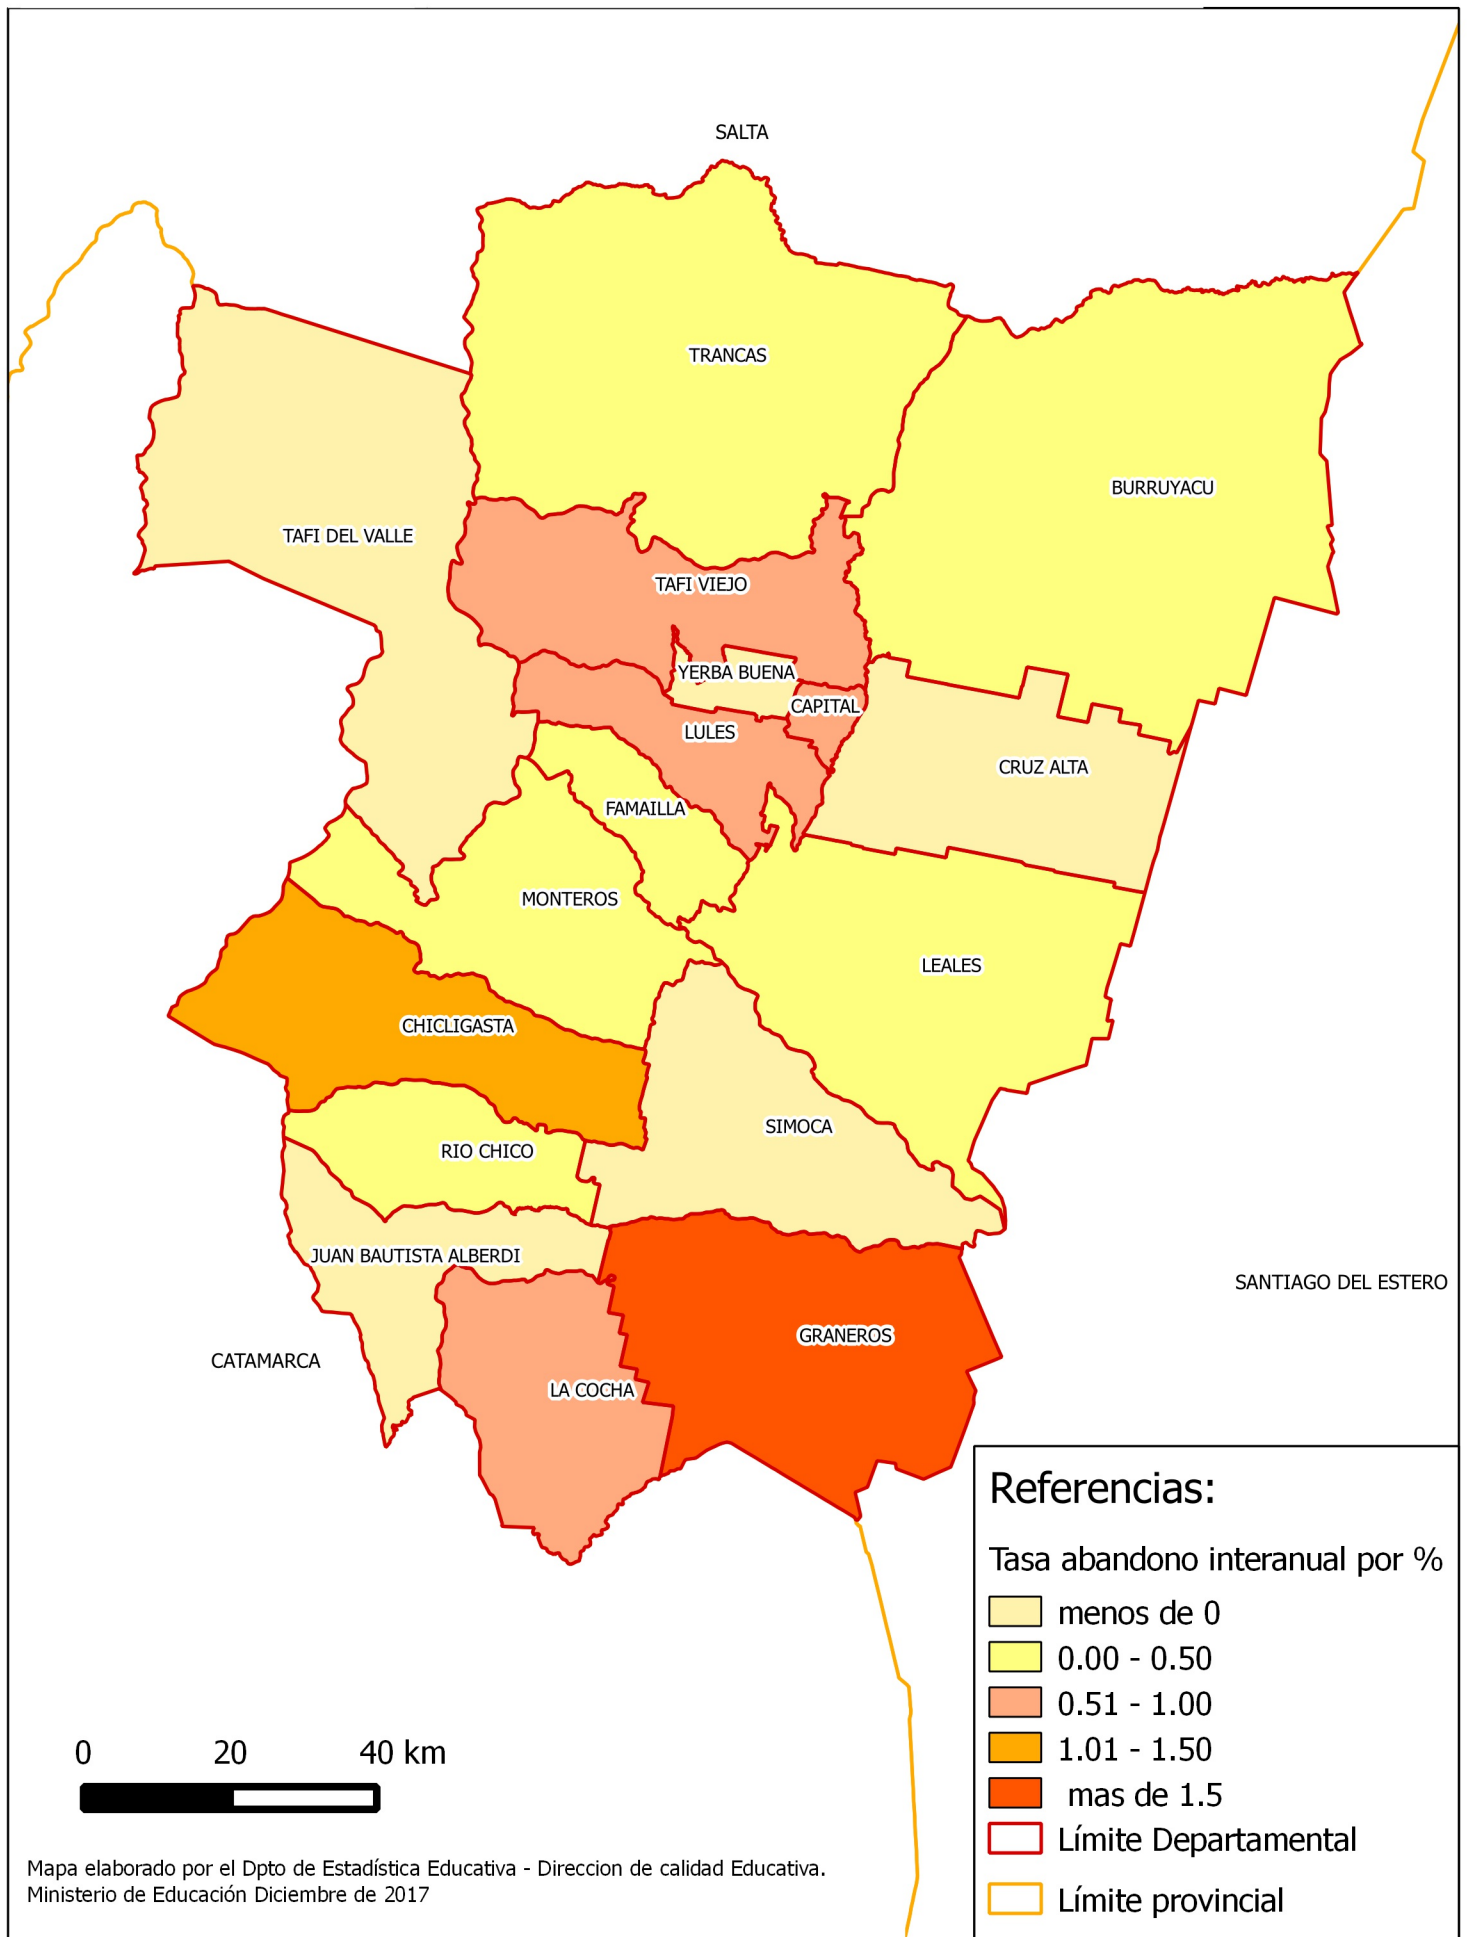 SALTA
TRANCAS
BURRUYACU
TAFI DEL VALLE
TAFI VIEJO
YERBA BUENA
CAPITAL
LULES
CRUZ ALTA
FAMAILLA
MONTEROS
LEALES
CHICLIGASTA
SIMOCA
RIO CHICO
JUAN BAUTISTA ALBERDI
SANTIAGO DEL ESTERO
GRANEROS
CATAMARCA
LA COCHA
Referencias:
Tasa abandono interanual por %
menos de 0
0.00 - 0.50
0.51 - 1.00
1.01 - 1.50
mas de 1.5
Límite Departamental
Límite provincial
0 20 40 km
Mapa elaborado por el Dpto de Estadística Educativa - Direccion de calidad Educativa.
Ministerio de Educación Diciembre de 2017